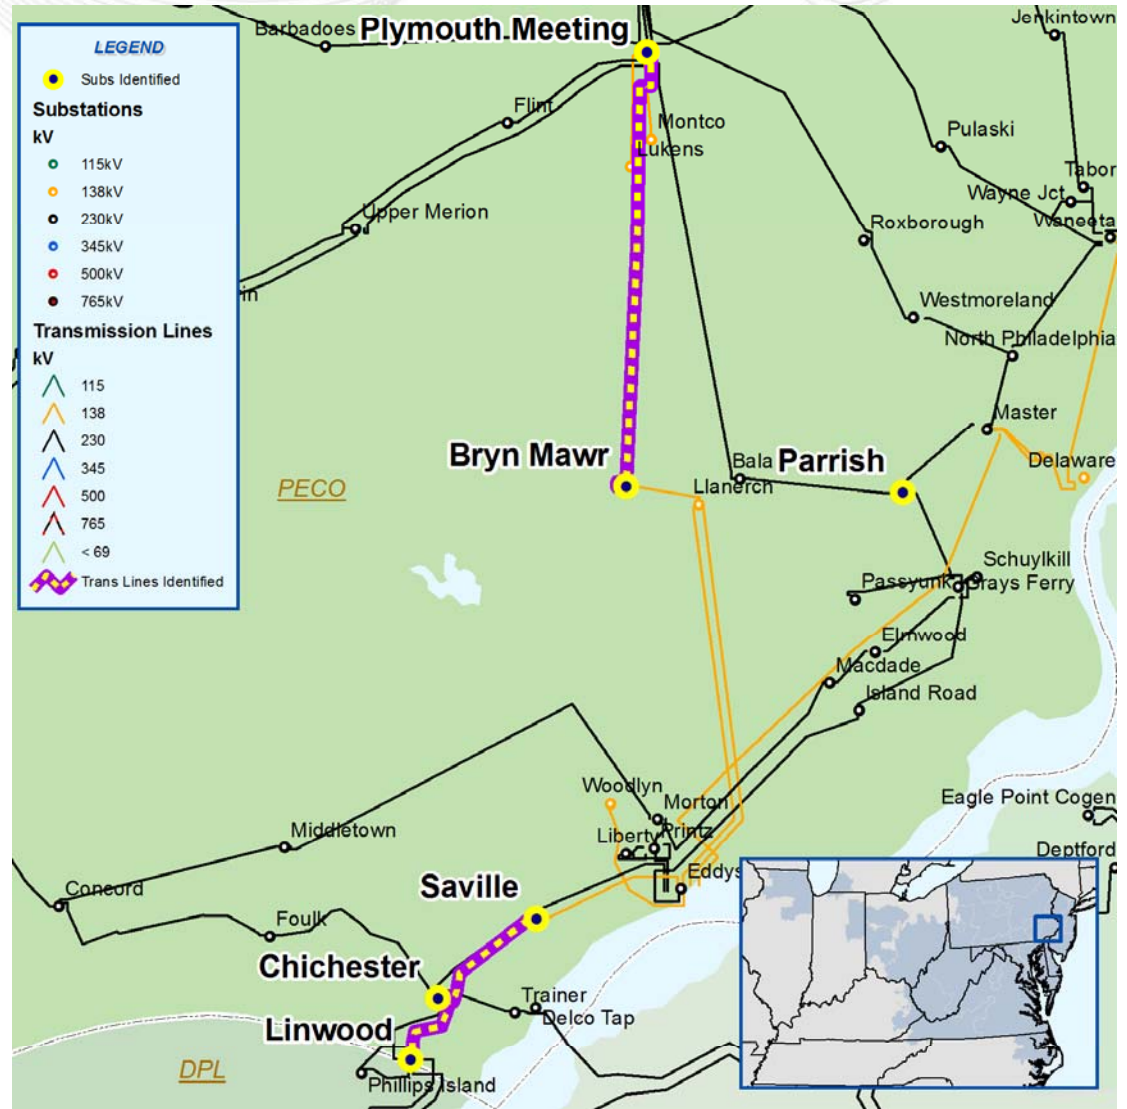 LEGEND
Subs Identified
Substations
kV
115kV
138kV
230kV
345kV
500kV
765kV
Transmission Lines
kV
115
138
230
345
500
765
< 69
Trans Lines Identified
Barbadoes
Plymouth Meeting
Jenkintown
Flint
Montco
Lukens
Pulaski
Tabor
Wayne Jct
Waneeta
Upper Merion
Roxborough
in
Westmoreland
North Philadelphia
Master
Bryn Mawr
Bala
Parrish
Delaware
PECO
Llanerch
Schuylkill
Passyunk
Grays Ferry
Elmwood
Macdade
Island Road
Woodlyn
Morton
Eagle Point Cogen
Middletown
Liberty
Printz
Deptford
Concord
Saville
Eddys
Foulk
Chichester
Trainer
Delco Tap
Linwood
DPL
Phillips Island